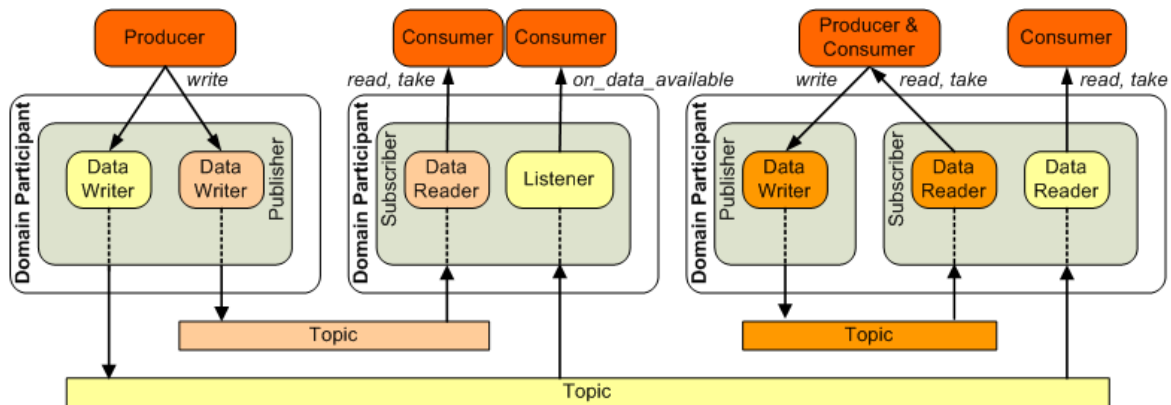 Producer
Consumer
Consumer
Producer &
Consumer
Consumer
write
read, take
on_data_available
write
read, take
read, take
Domain Participant
Data
Writer
Data
Writer
Publisher
Domain Participant
Subscriber
Data
Reader
Listener
Domain Participant
Publisher
Data
Writer
Subscriber
Data
Reader
Data
Reader
Topic
Topic
Topic